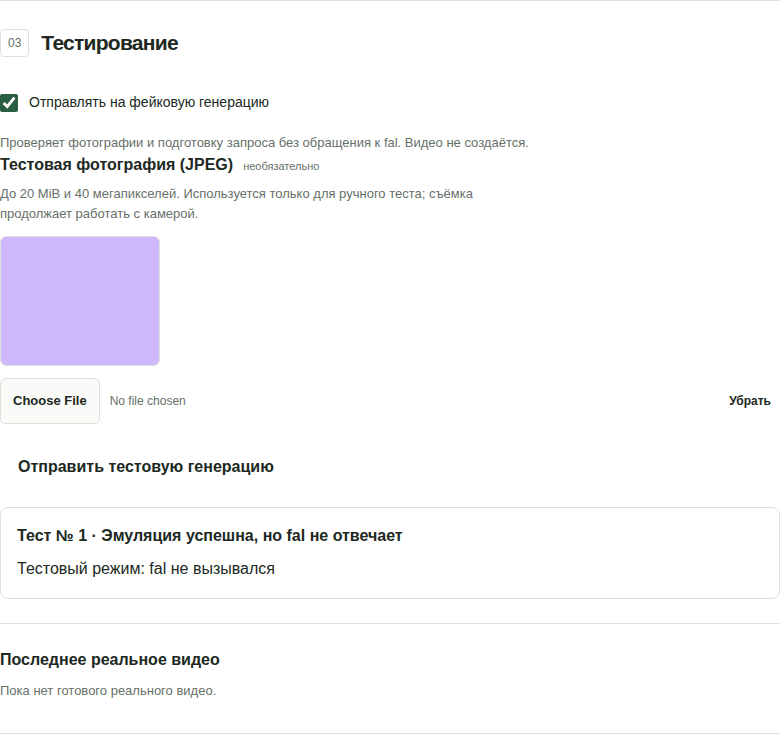 03 Тестирование
Отправлять на фейковую генерацию
Проверяет фотографии и подготовку запроса без обращения к fal. Видео не создаётся.
Тестовая фотография (JPEG) необязательно
До 20 MiB и 40 мегапикселей. Используется только для ручного теста; съёмка
продолжает работать с камерой.
Choose File No file chosen Убрать
Отправить тестовую генерацию
Тест № 1 · Эмуляция успешна, но fal не отвечает
Тестовый режим: fal не вызывался
Последнее реальное видео
Пока нет готового реального видео.